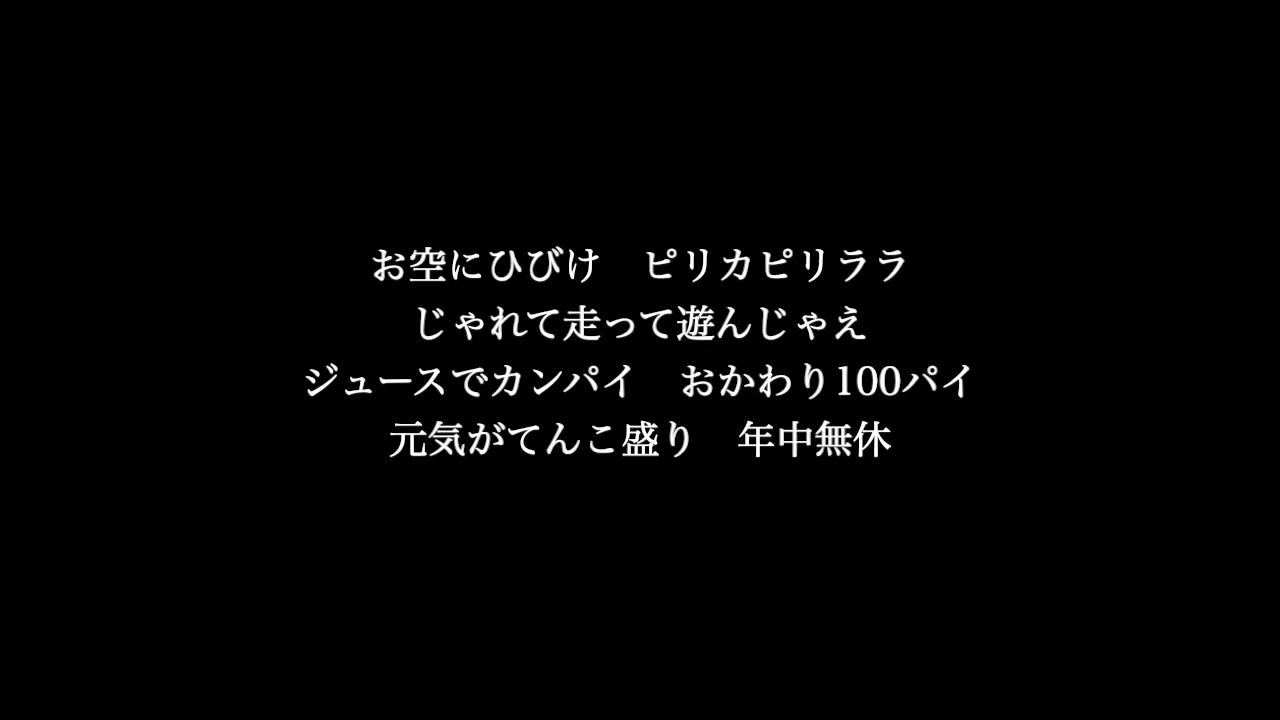 お空にひびけ　ピリカピリララ
じゃれて走って遊んじゃえ
ジュースでカンパイ　おかわり100パイ
元気がてんこ盛り　年中無休